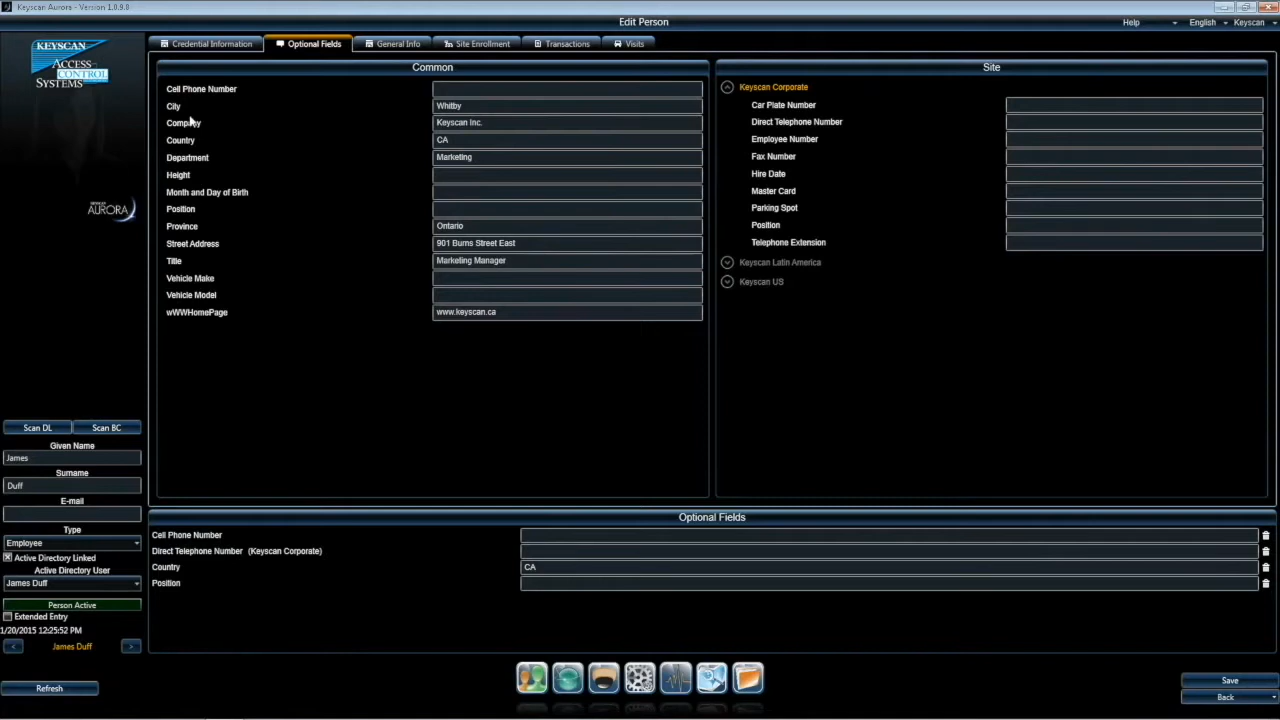 Keyscan Aurora - Version 1.0.9.0
Edit Person
Help English Keyscan
KEYSCAN
ACCESS
CONTROL
SYSTEMS
KEYSCAN
AURORA
Credential Information Optional Fields General Info Site Enrollment Transactions Visits
Common
Cell Phone Number
City Whitby
Company Keyscan Inc.
Country CA
Department Marketing
Height
Month and Day of Birth
Position
Province Ontario
Street Address 901 Burns Street East
Title Marketing Manager
Vehicle Make
Vehicle Model
wWWHomePage www.keyscan.ca
Site
Keyscan Corporate
Car Plate Number
Direct Telephone Number
Employee Number
Fax Number
Hire Date
Master Card
Parking Spot
Position
Telephone Extension
Keyscan Latin America
Keyscan US
Scan DL Scan BC
Given Name
James
Surname
Duff
E-mail
Type
Employee
Active Directory Linked
Active Directory User
James Duff
Person Active
Extended Entry
1/20/2015 12:25:52 PM
< James Duff >
Refresh
Optional Fields
Cell Phone Number
Direct Telephone Number (Keyscan Corporate)
Country CA
Position
Save
Back